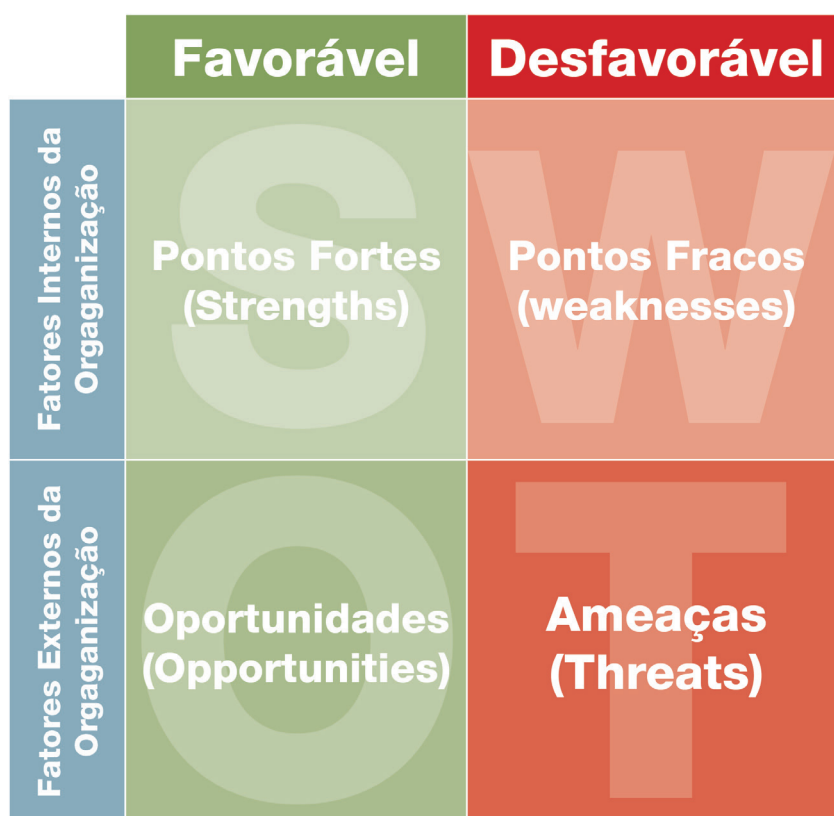 Favorável
Desfavorável
Fatores Internos da
Orgaganização
S
Pontos Fortes
(Strengths)
W
Pontos Fracos
(weaknesses)
Fatores Externos da
Orgaganização
O
Oportunidades
(Opportunities)
T
Ameaças
(Threats)